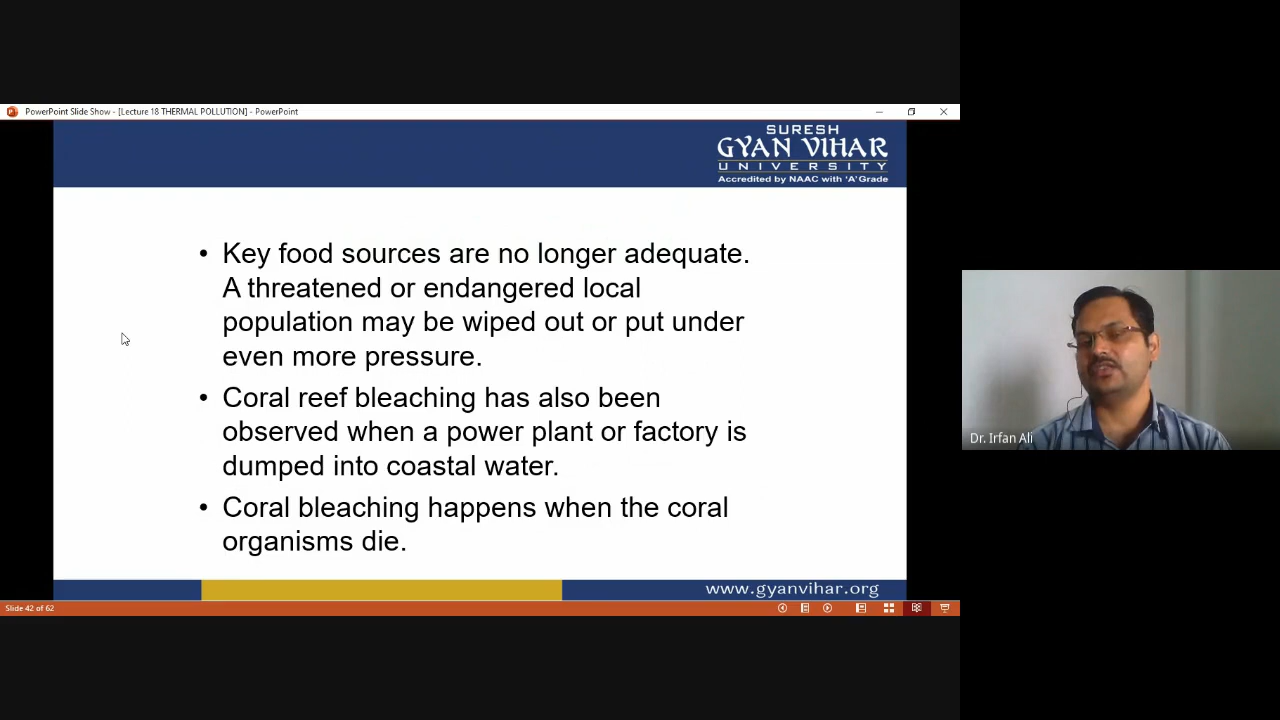 PowerPoint Slide Show - [Lecture 18 THERMAL POLLUTION] - PowerPoint
SURESH
GYAN VIHAR
UNIVERSITY
Accredited by NAAC with 'A' Grade
• Key food sources are no longer adequate.
A threatened or endangered local
population may be wiped out or put under
even more pressure.
• Coral reef bleaching has also been
observed when a power plant or factory is
dumped into coastal water.
• Coral bleaching happens when the coral
organisms die.
Dr. Irfan Ali
www.gyanvihar.org
Slide 42 of 62